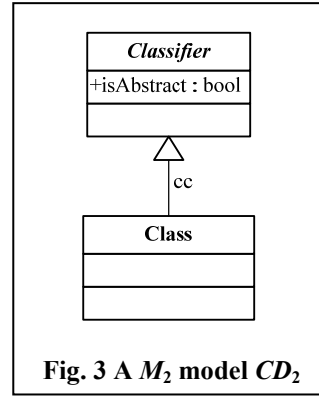 Classifier
+isAbstract : bool
cc
Class
Fig. 3 A M2 model CD2